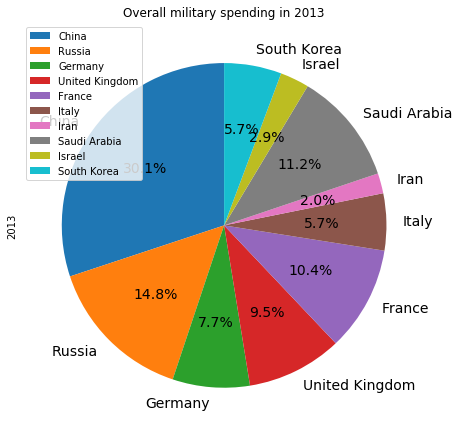 Overall military spending in 2013
China
Russia
Germany
United Kingdom
France
Italy
Iran
Saudi Arabia
Israel
South Korea
South Korea
Israel
Saudi Arabia
Iran
Italy
France
United Kingdom
Germany
Russia
China
5.7%
2.9%
11.2%
2.0%
5.7%
10.4%
9.5%
7.7%
14.8%
30.1%
2013